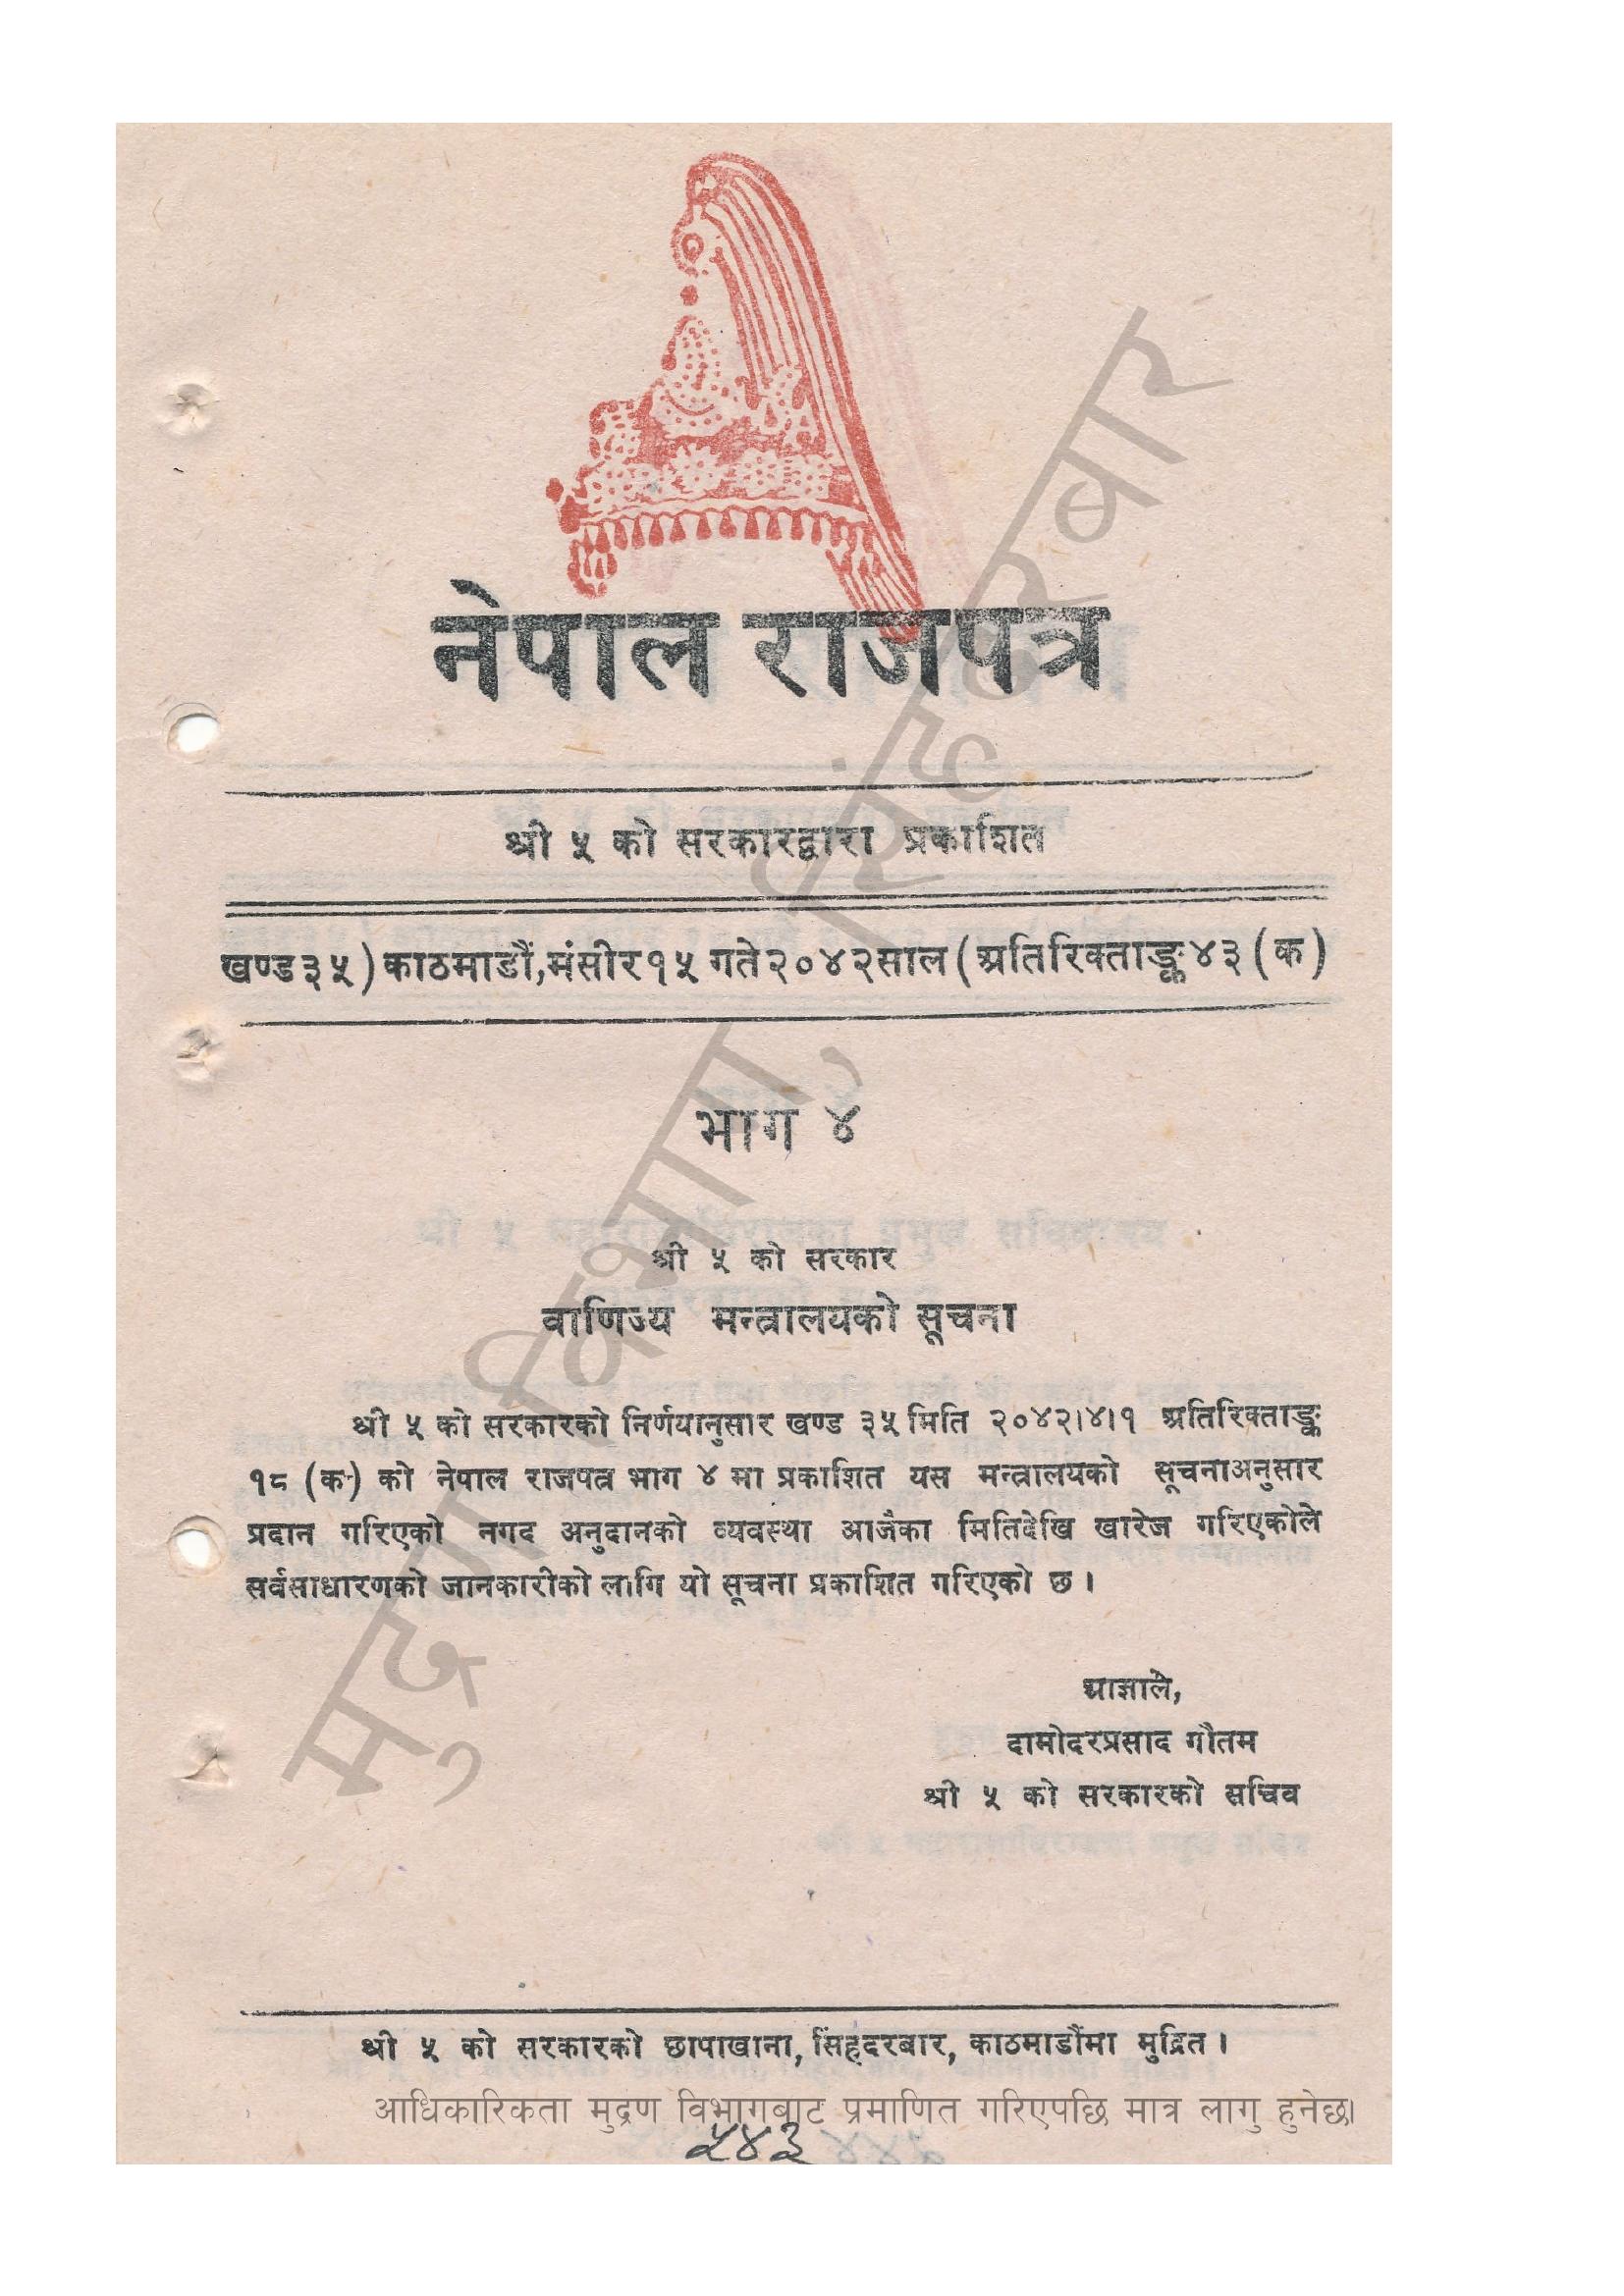 नेपाल राजपत्र
श्री ५ को सरकारद्वारा प्रकाशित
खण्ड ३५) काठमाडौं, मंसीर १५ गते २०४२ साल (अतिरिक्ताङ्क ४३ (क)
भाग ४
श्री ५ को सरकार
वाणिज्य मन्त्रालयको सूचना
श्री ५ को सरकारको निर्णयानुसार खण्ड ३५ मिति २०४२।४।१ अतिरिक्ताङ्क
१८ (क) को नेपाल राजपत्र भाग ४ मा प्रकाशित यस मन्त्रालयको सूचनाअनुसार
प्रदान गरिएको नगद अनुदानको व्यवस्था आजैका मितिदेखि खारेज गरिएकोले
सर्वसाधारणको जानकारीको लागि यो सूचना प्रकाशित गरिएको छ ।
आज्ञाले,
दामोदरप्रसाद गौतम
श्री ५ को सरकारको सचिव
श्री ५ को सरकारको छापाखाना, सिंहदरबार, काठमाडौंमा मुद्रित ।
आधिकारिकता मुद्रण विभागबाट प्रमाणित गरिएपछि मात्र लागु हुनेछ।
५४३
मुद्रण विभाग, सिंहदरबार